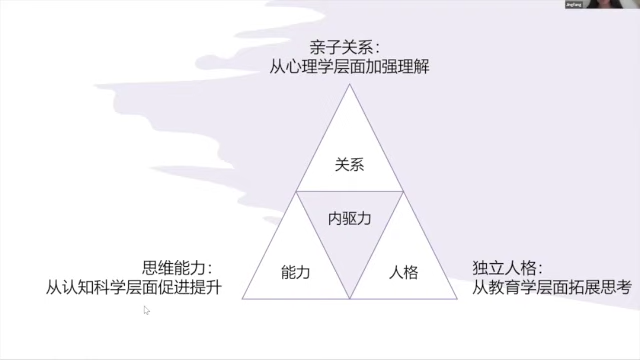 JingFang
亲子关系：
从心理学层面加强理解
关系
内驱力
能力
人格
思维能力：
从认知科学层面促进提升
独立人格：
从教育学层面拓展思考